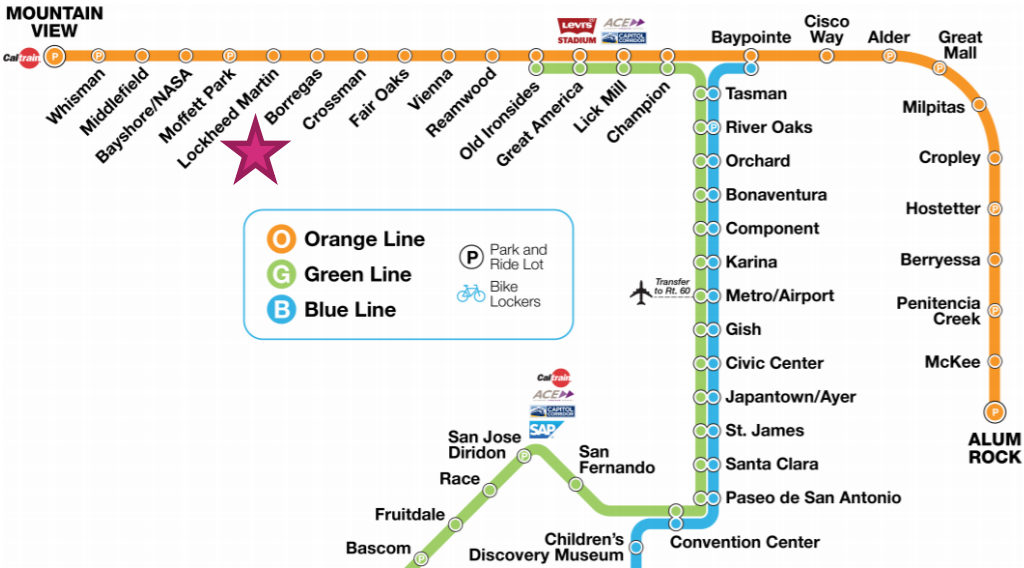 MOUNTAIN
VIEW
Caltrain
P
Whisman
Middlefield
Bayshore/NASA
Moffett Park
Lockheed Martin
Borregas
Crossman
Fair Oaks
Vienna
Reamwood
Old Ironsides
Great America
Lick Mill
Champion
Levi's
STADIUM
ACE
CAPITOL
CORRIDOR
Baypointe
Cisco
Way
Alder
Great
Mall
Milpitas
Cropley
Hostetter
Berryessa
Penitencia
Creek
McKee
P
ALUM
ROCK
Tasman
River Oaks
Orchard
Bonaventura
Component
Karina
Transfer
to Rt. 60
Metro/Airport
Gish
Civic Center
Japantown/Ayer
St. James
Santa Clara
Paseo de San Antonio
Convention Center
Children's
Discovery Museum
O Orange Line
G Green Line
B Blue Line
P Park and
Ride Lot
Bike
Lockers
Caltrain
ACE
CAPITOL
CORRIDOR
SAP
San Jose
Diridon
San
Fernando
Race
Fruitdale
Bascom